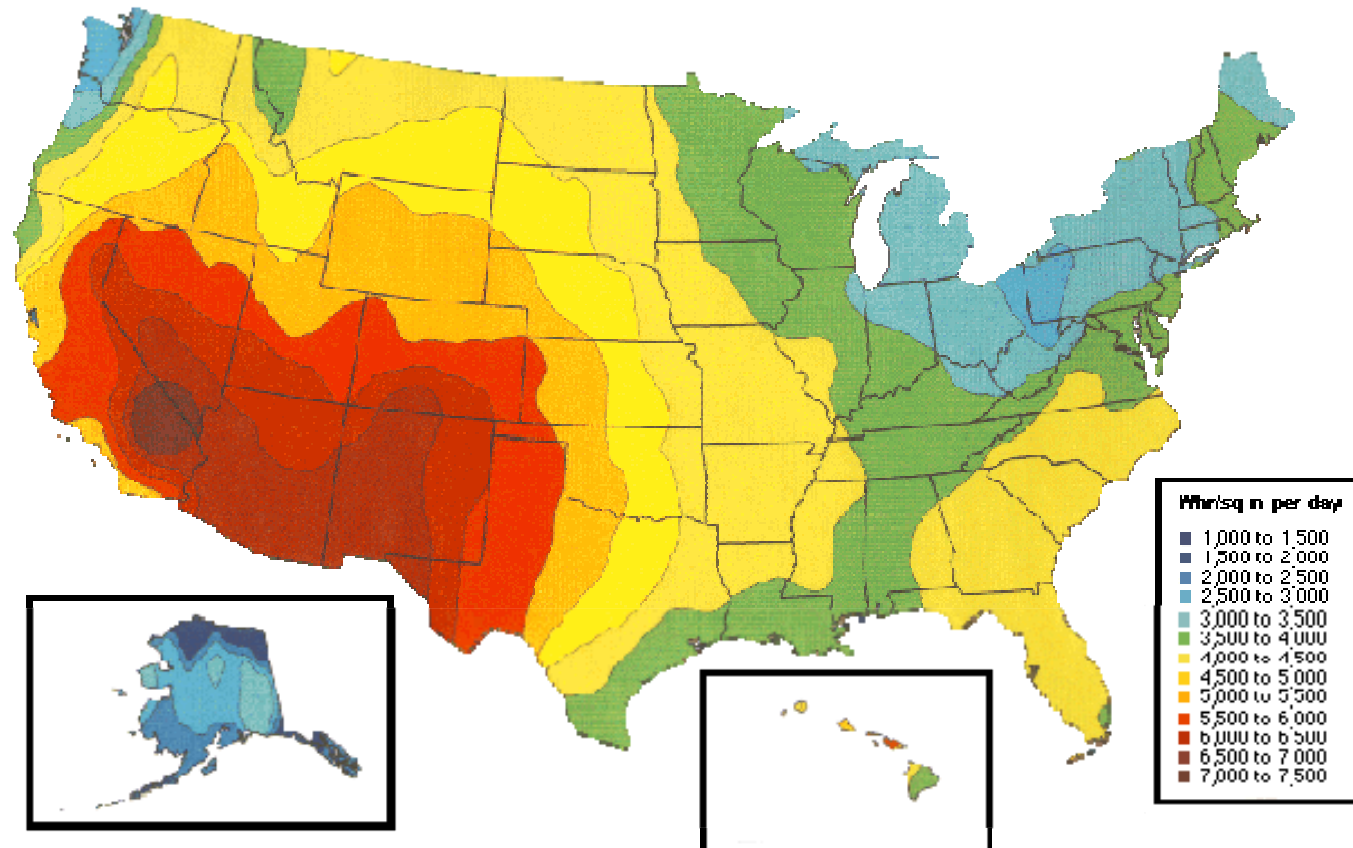 Whr/sq m per day
1,000 to 1,500
1,500 to 2,000
2,000 to 2,500
2,500 to 3,000
3,000 to 3,500
3,500 to 4,000
4,000 to 4,500
4,500 to 5,000
5,000 to 5,500
5,500 to 6,000
6,000 to 6,500
6,500 to 7,000
7,000 to 7,500